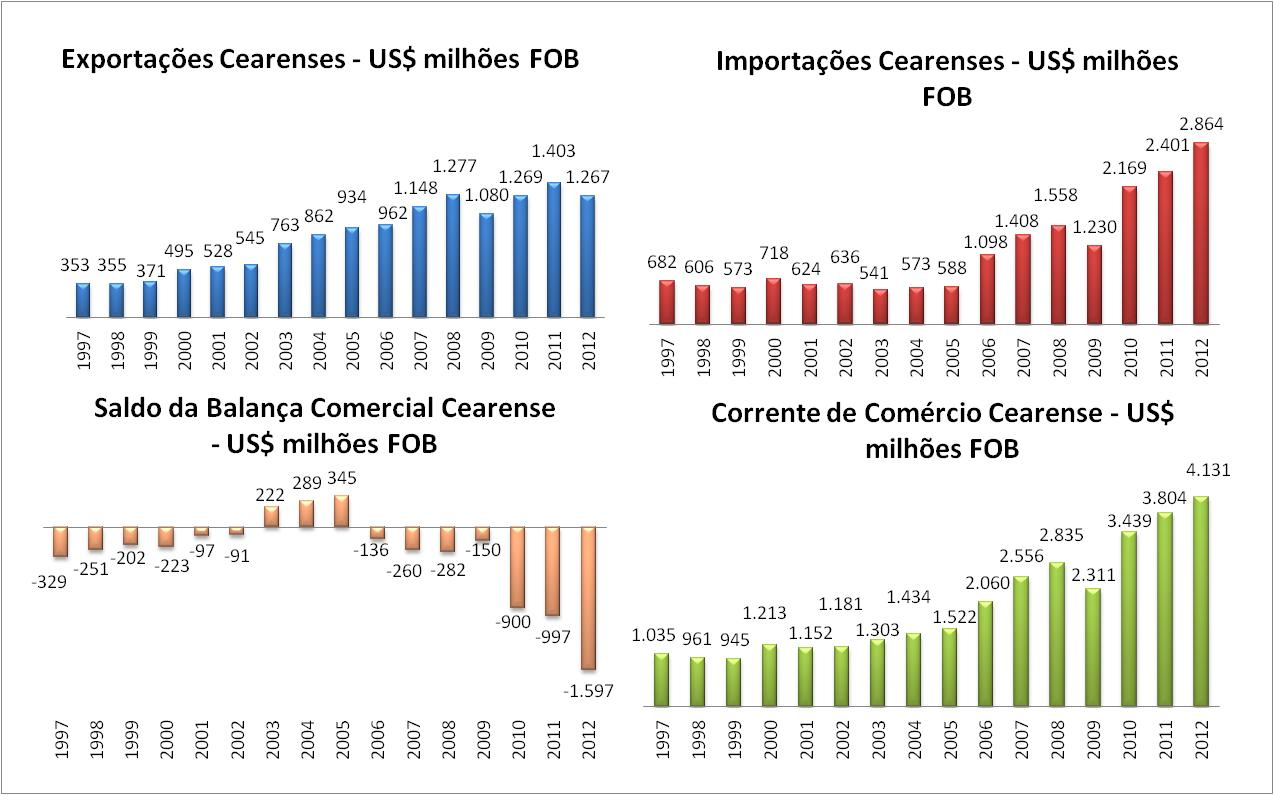 Exportações Cearenses - US$ milhões FOB
353 355 371 495 528 545 763 862 934 962 1.148 1.277 1.080 1.269 1.403 1.267
1997 1998 1999 2000 2001 2002 2003 2004 2005 2006 2007 2008 2009 2010 2011 2012
Importações Cearenses - US$ milhões
FOB
682 606 573 718 624 636 541 573 588 1.098 1.408 1.558 1.230 2.169 2.401 2.864
1997 1998 1999 2000 2001 2002 2003 2004 2005 2006 2007 2008 2009 2010 2011 2012
Saldo da Balança Comercial Cearense
- US$ milhões FOB
-329 -251 -202 -223 -97 -91 222 289 345 -136 -260 -282 -150 -900 -997 -1.597
1997 1998 1999 2000 2001 2002 2003 2004 2005 2006 2007 2008 2009 2010 2011 2012
Corrente de Comércio Cearense - US$
milhões FOB
1.035 961 945 1.213 1.152 1.181 1.303 1.434 1.522 2.060 2.556 2.835 2.311 3.439 3.804 4.131
1997 1998 1999 2000 2001 2002 2003 2004 2005 2006 2007 2008 2009 2010 2011 2012